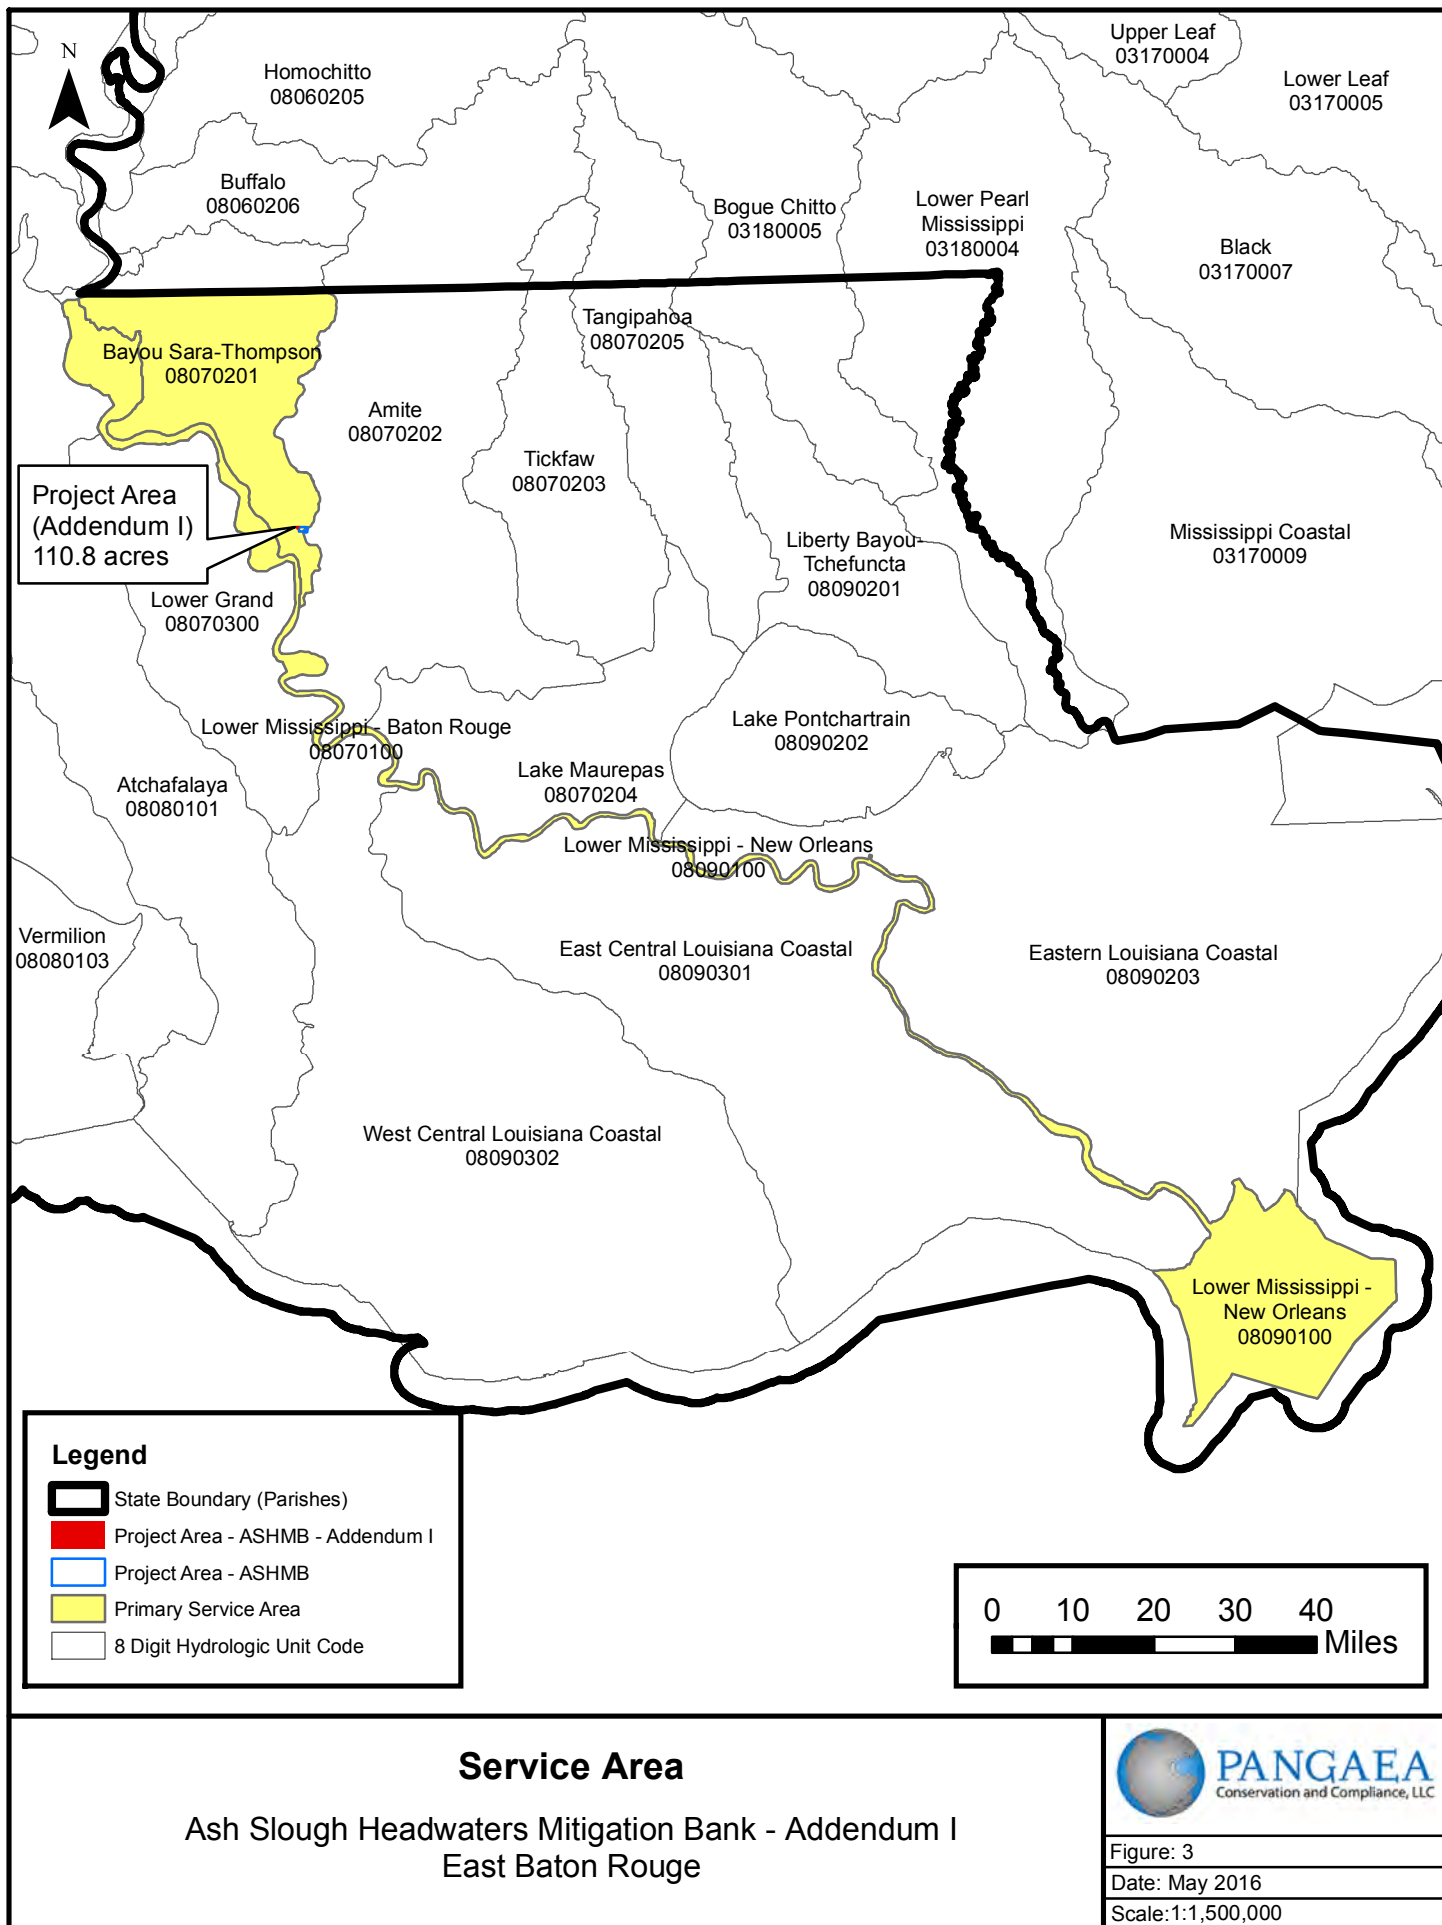 N
Homochitto
08060205
Upper Leaf
03170004
Lower Leaf
03170005
Buffalo
08060206
Bogue Chitto
03180005
Lower Pearl
Mississippi
03180004
Black
03170007
Bayou Sara-Thompson
08070201
Tangipahoa
08070205
Amite
08070202
Tickfaw
08070203
Project Area
(Addendum I)
110.8 acres
Liberty Bayou-
Tchefuncta
08090201
Mississippi Coastal
03170009
Lower Grand
08070300
Lower Mississippi - Baton Rouge
08070100
Lake Pontchartrain
08090202
Atchafalaya
08080101
Lake Maurepas
08070204
Lower Mississippi - New Orleans
08090100
Vermilion
08080103
East Central Louisiana Coastal
08090301
Eastern Louisiana Coastal
08090203
West Central Louisiana Coastal
08090302
Lower Mississippi -
New Orleans
08090100
Legend
State Boundary (Parishes)
Project Area - ASHMB - Addendum I
Project Area - ASHMB
Primary Service Area
8 Digit Hydrologic Unit Code
0 10 20 30 40
Miles
Service Area
Ash Slough Headwaters Mitigation Bank - Addendum I
East Baton Rouge
PANGAEA
Conservation and Compliance, LLC
Figure: 3
Date: May 2016
Scale:1:1,500,000